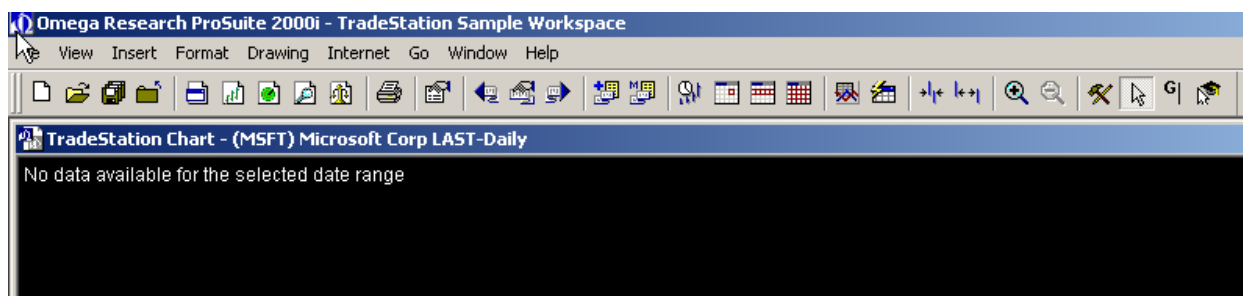 Omega Research ProSuite 2000i - TradeStation Sample Workspace
View Insert Format Drawing Internet Go Window Help
G
TradeStation Chart - (MSFT) Microsoft Corp LAST-Daily
No data available for the selected date range